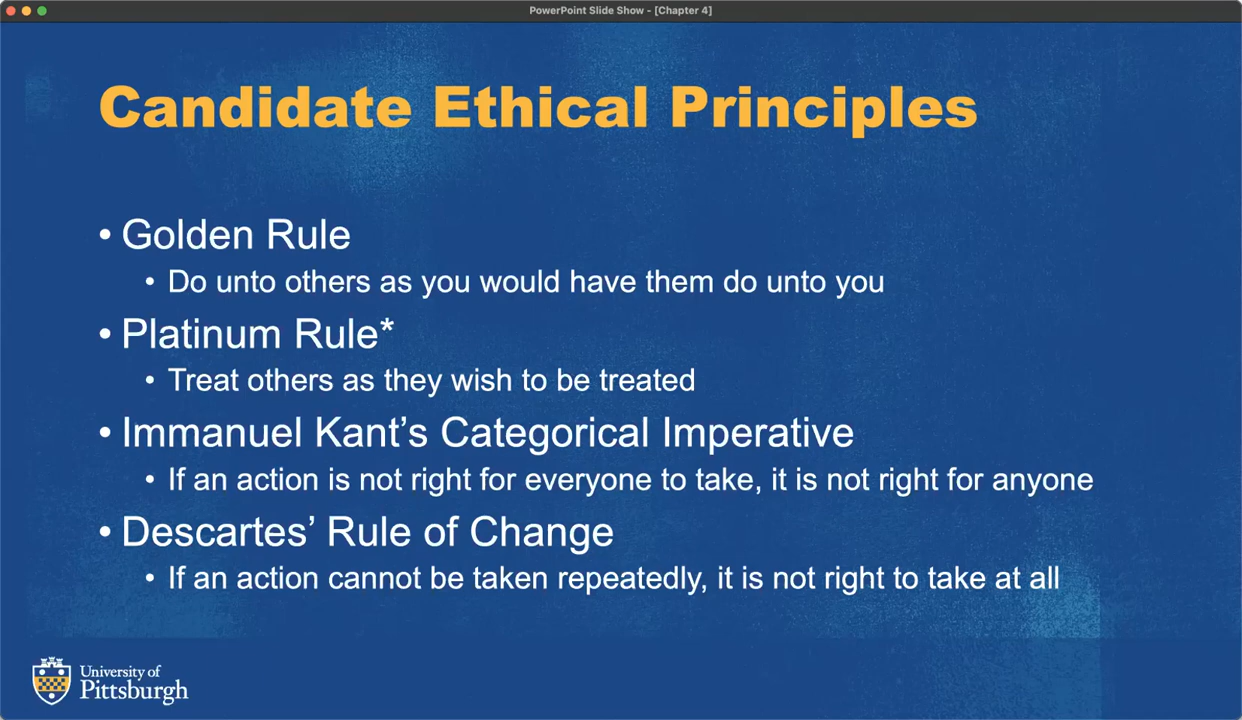 PowerPoint Slide Show - [Chapter 4]
Candidate Ethical Principles
• Golden Rule
• Do unto others as you would have them do unto you
• Platinum Rule*
• Treat others as they wish to be treated
• Immanuel Kant’s Categorical Imperative
• If an action is not right for everyone to take, it is not right for anyone
• Descartes’ Rule of Change
• If an action cannot be taken repeatedly, it is not right to take at all
University of
Pittsburgh